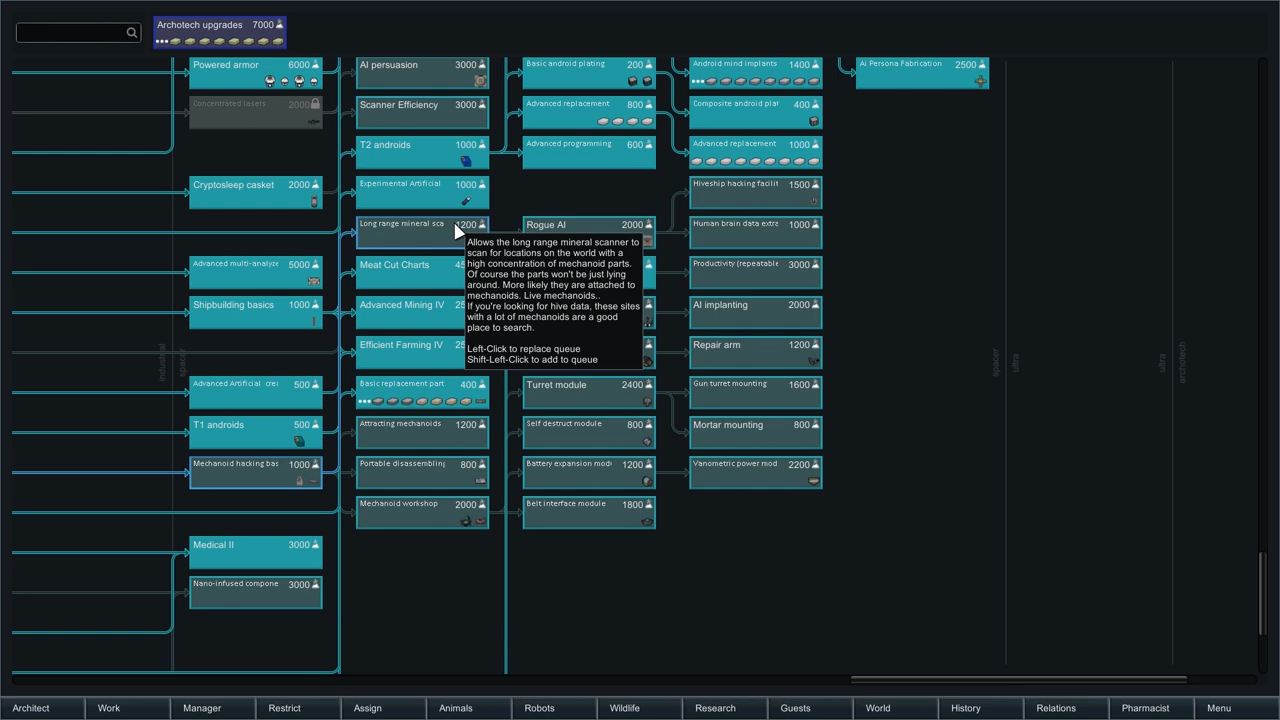 Archotech upgrades 7000
Powered armor 6000
AI persuasion 3000
Basic android plating 200
Android mind implants 1400
Ai Persona Fabrication 2500
Concentrated lasers 2000
Scanner Efficiency 3000
Advanced replacement 800
Composite android plat 400
T2 androids 1000
Advanced programming 600
Advanced replacement 1000
Cryptosleep casket 2000
Experimental Artificial 1000
Hiveship hacking facilit 1500
Long range mineral sca 1200
Rogue AI 2000
Human brain data extra
Allows the long range mineral scanner to
scan for locations on the world with a
high concentration of mechanoid parts.
Of course the parts won't be just lying
around. More likely they are attached to
mechanoids. Live mechanoids..
If you're looking for hive data, these sites
with a lot of mechanoids are a good
place to search.
Left-Click to replace queue
Shift-Left-Click to add to queue
Advanced multi-analyze 5000
Meat Cut Charts
Productivity (repeatable 3000
Shipbuilding basics 1000
Advanced Mining IV
AI implanting 2000
industrial
spacer
Efficient Farming IV
Repair arm 1200
spacer
ultra
ultra
archotech
Advanced Artificial crea 500
Basic replacement part 400
Turret module 2400
Gun turret mounting 1600
T1 androids 500
Attracting mechanoids 1200
Self destruct module 800
Mortar mounting 800
Mechanoid hacking bas 1000
Portable disassembling 800
Battery expansion mod 1200
Vanometric power mod 2200
Mechanoid workshop 2000
Belt interface module 1800
Medical II 3000
Nano-infused compone 3000
Architect Work Manager Restrict Assign Animals Robots Wildlife Research Guests World History Relations Pharmacist Menu